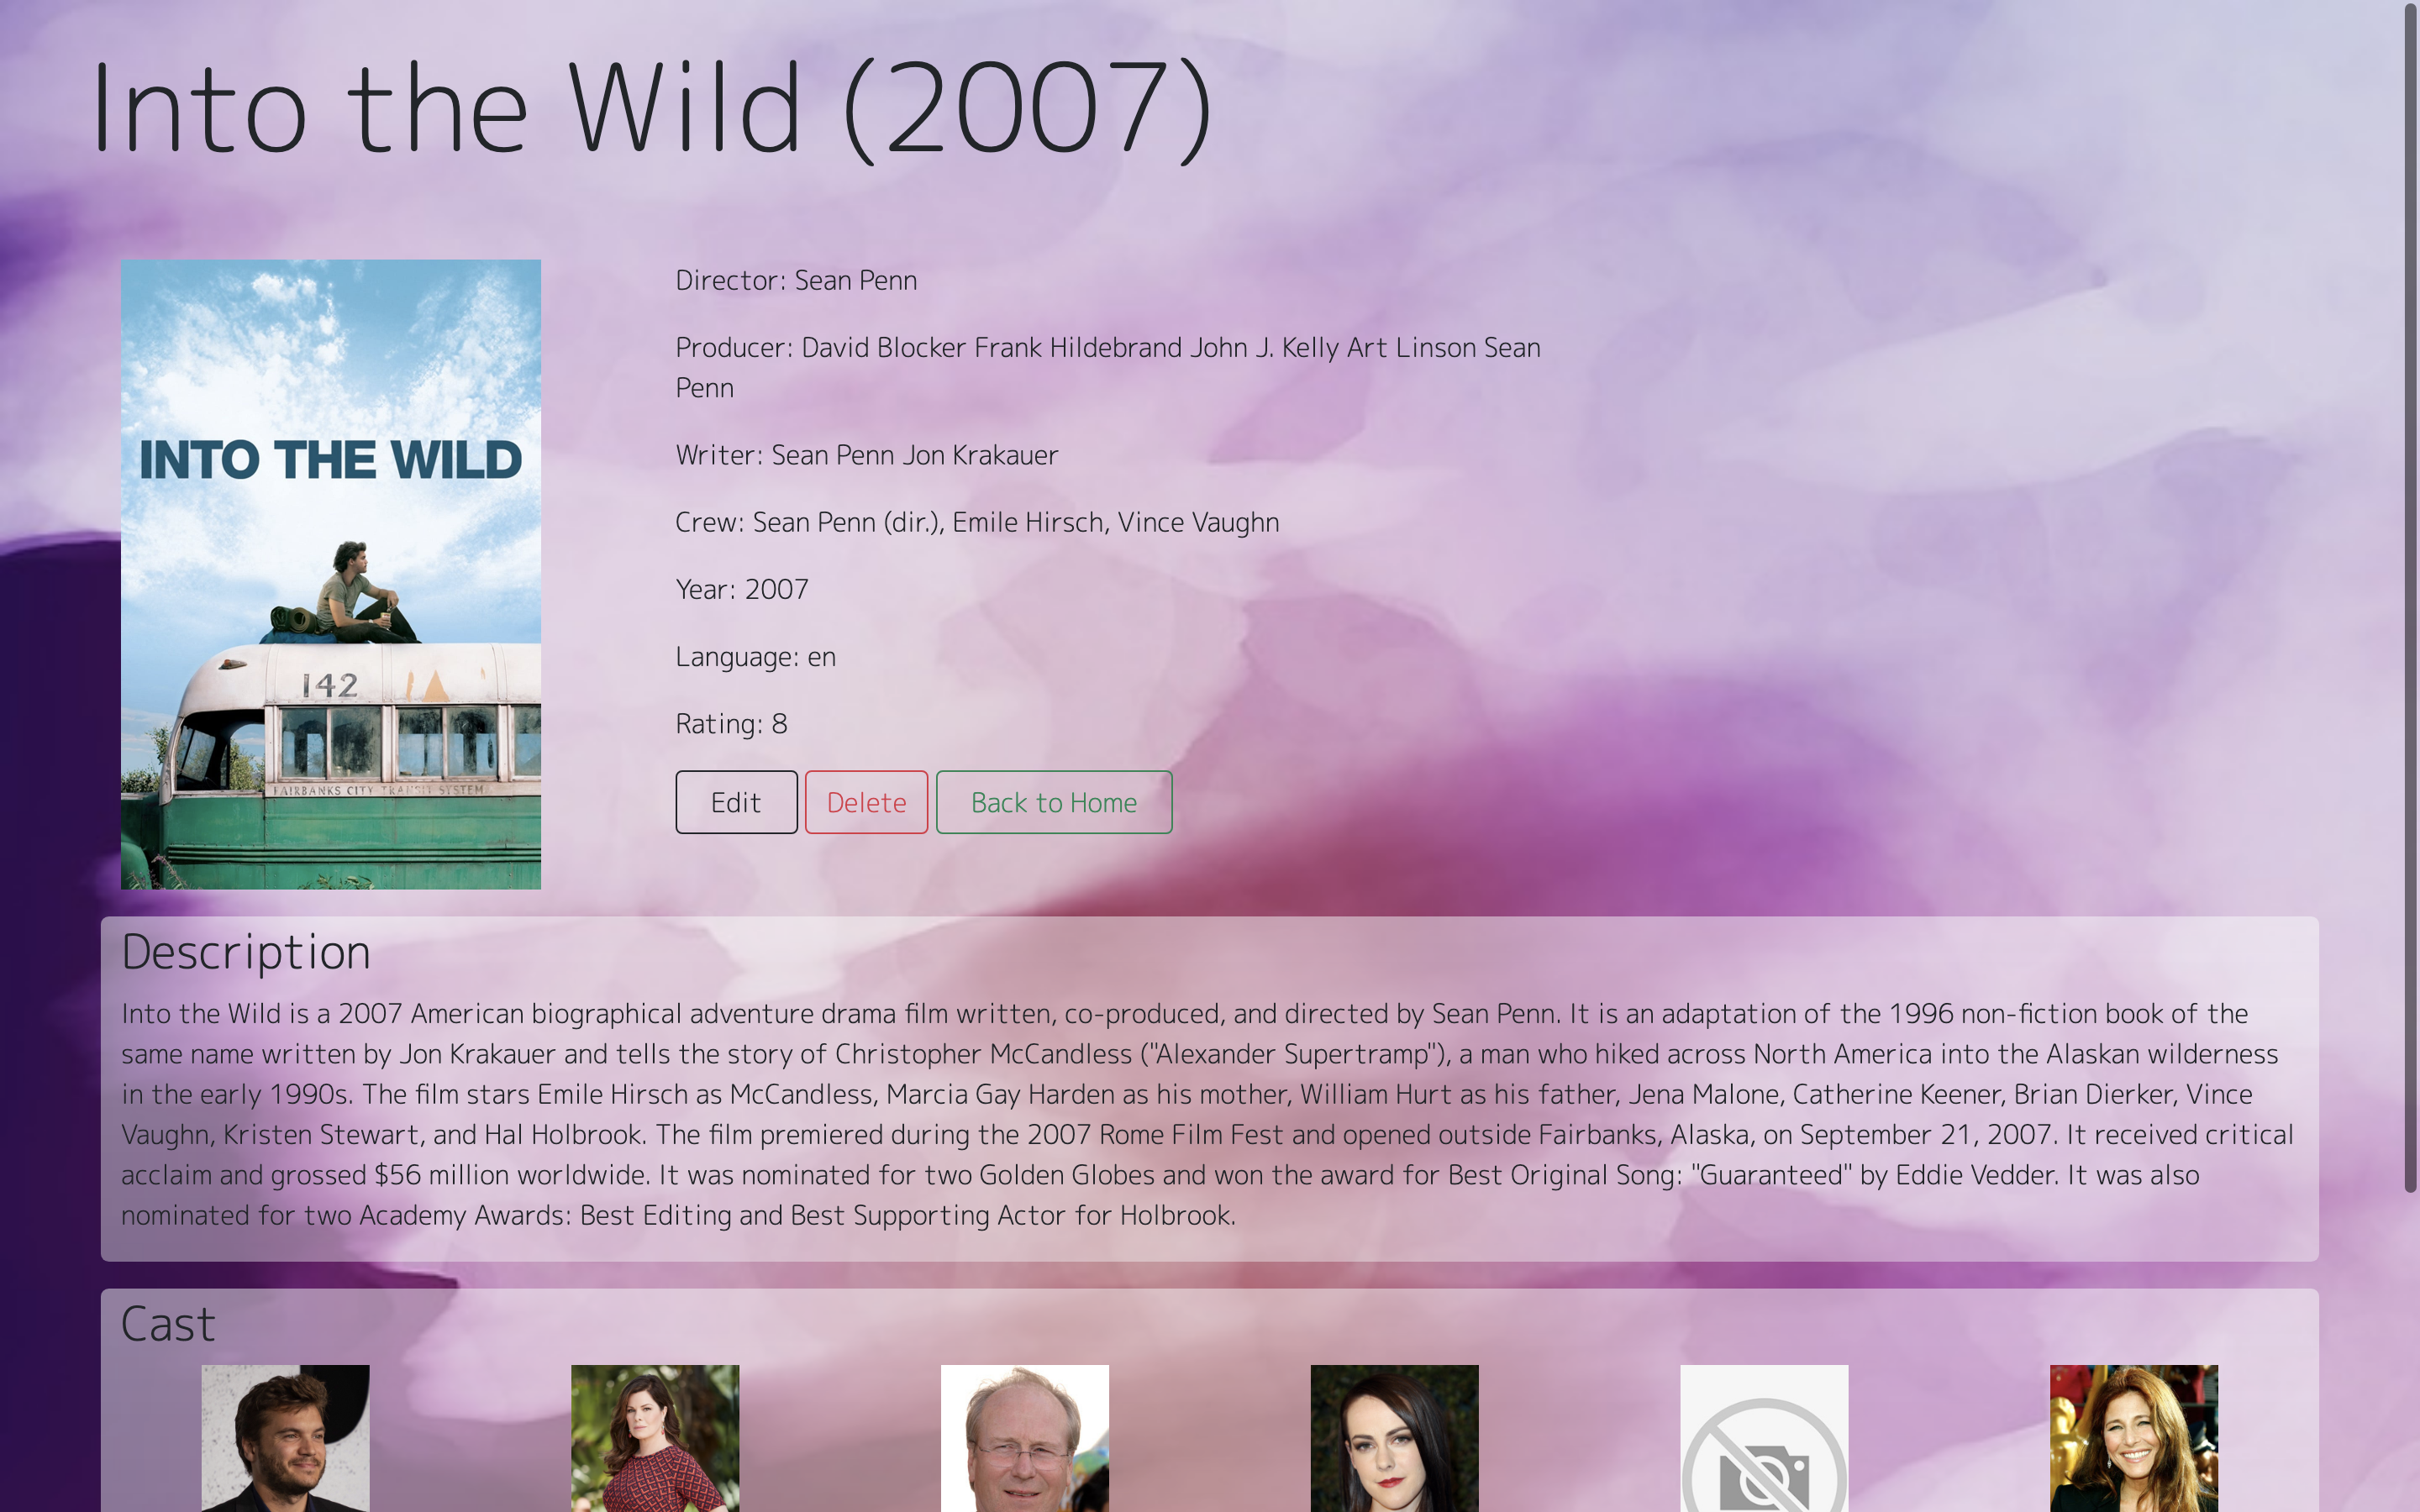 Into the Wild (2007)
INTO THE WILD
142
FAIRBANKS CITY TRANSIT SYSTEM
Director: Sean Penn
Producer: David Blocker Frank Hildebrand John J. Kelly Art Linson Sean
Penn
Writer: Sean Penn Jon Krakauer
Crew: Sean Penn (dir.), Emile Hirsch, Vince Vaughn
Year: 2007
Language: en
Rating: 8
Edit Delete Back to Home
Description
Into the Wild is a 2007 American biographical adventure drama film written, co-produced, and directed by Sean Penn. It is an adaptation of the 1996 non-fiction book of the
same name written by Jon Krakauer and tells the story of Christopher McCandless ("Alexander Supertramp"), a man who hiked across North America into the Alaskan wilderness
in the early 1990s. The film stars Emile Hirsch as McCandless, Marcia Gay Harden as his mother, William Hurt as his father, Jena Malone, Catherine Keener, Brian Dierker, Vince
Vaughn, Kristen Stewart, and Hal Holbrook. The film premiered during the 2007 Rome Film Fest and opened outside Fairbanks, Alaska, on September 21, 2007. It received critical
acclaim and grossed $56 million worldwide. It was nominated for two Golden Globes and won the award for Best Original Song: "Guaranteed" by Eddie Vedder. It was also
nominated for two Academy Awards: Best Editing and Best Supporting Actor for Holbrook.
Cast